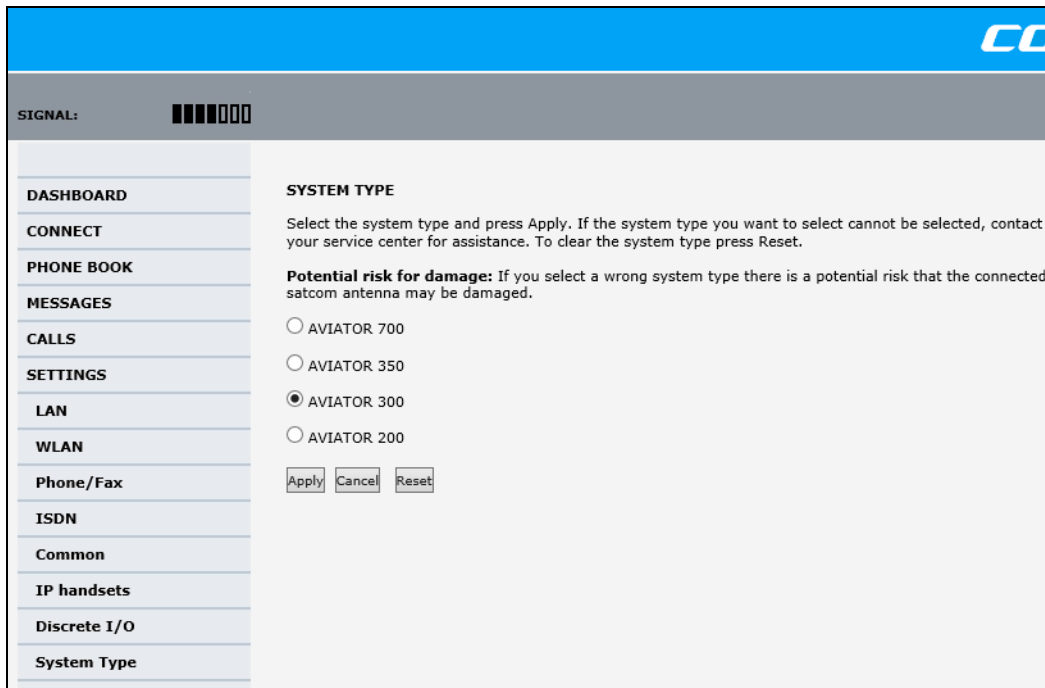 SIGNAL:
DASHBOARD
CONNECT
PHONE BOOK
MESSAGES
CALLS
SETTINGS
LAN
WLAN
Phone/Fax
ISDN
Common
IP handsets
Discrete I/O
System Type
SYSTEM TYPE
Select the system type and press Apply. If the system type you want to select cannot be selected, contact
your service center for assistance. To clear the system type press Reset.
Potential risk for damage: If you select a wrong system type there is a potential risk that the connected
satcom antenna may be damaged.
AVIATOR 700
AVIATOR 350
AVIATOR 300
AVIATOR 200
Apply Cancel Reset